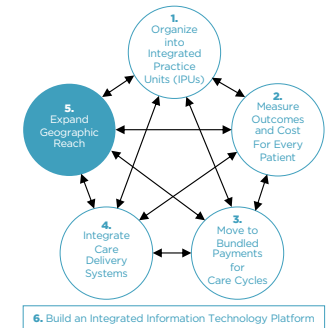 1.
Organize
into
Integrated
Practice
Units (IPUs)
2.
Measure
Outcomes
and Cost
For Every
Patient
3.
Move to
Bundled
Payments
for
Care Cycles
4.
Integrate
Care
Delivery
Systems
5.
Expand
Geographic
Reach
6. Build an Integrated Information Technology Platform